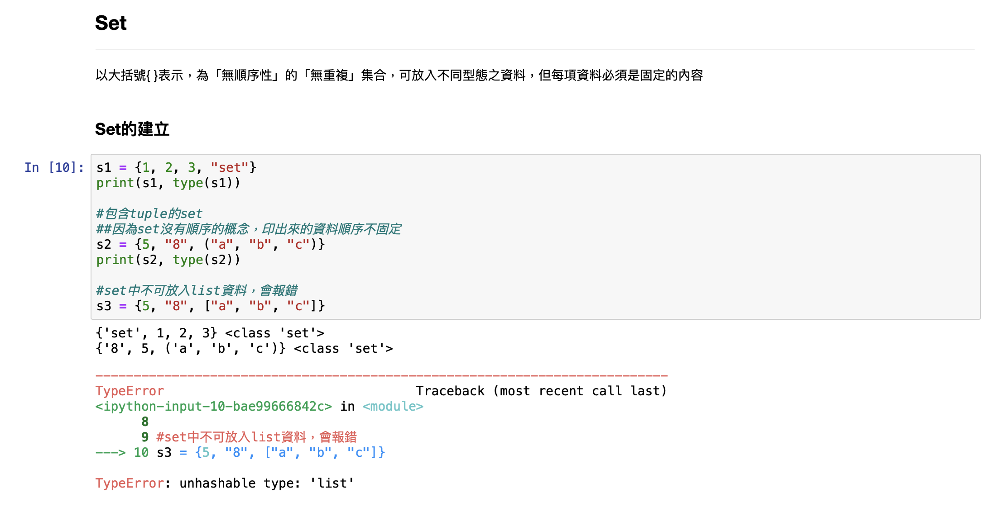 Set
以大括號{ }表示，為「無順序性」的「無重複」集合，可放入不同型態之資料，但每項資料必須是固定的內容
Set的建立
In [10]: s1 = {1, 2, 3, "set"}
print(s1, type(s1))
#包含tuple的set
##因為set沒有順序的概念，印出來的資料順序不固定
s2 = {5, "8", ("a", "b", "c")}
print(s2, type(s2))
#set中不可放入list資料，會報錯
s3 = {5, "8", ["a", "b", "c"]}
{'set', 1, 2, 3} <class 'set'>
{'8', 5, ('a', 'b', 'c')} <class 'set'>
---------------------------------------------------------------------------
TypeError                                 Traceback (most recent call last)
<ipython-input-10-bae99666842c> in <module>
      8
      9 #set中不可放入list資料，會報錯
---> 10 s3 = {5, "8", ["a", "b", "c"]}
TypeError: unhashable type: 'list'